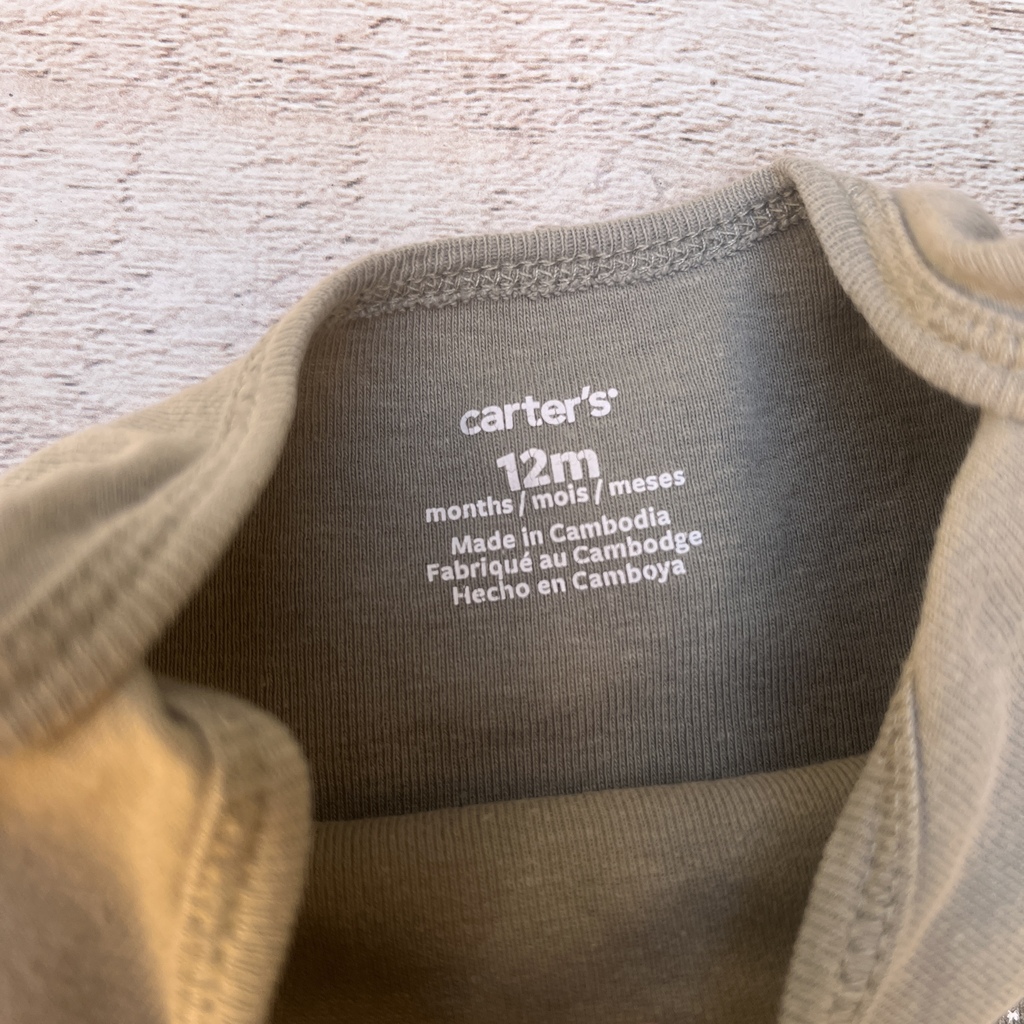 carter's
12m
months / mois / meses
Made in Cambodia
Fabriqué au Cambodge
Hecho en Camboya